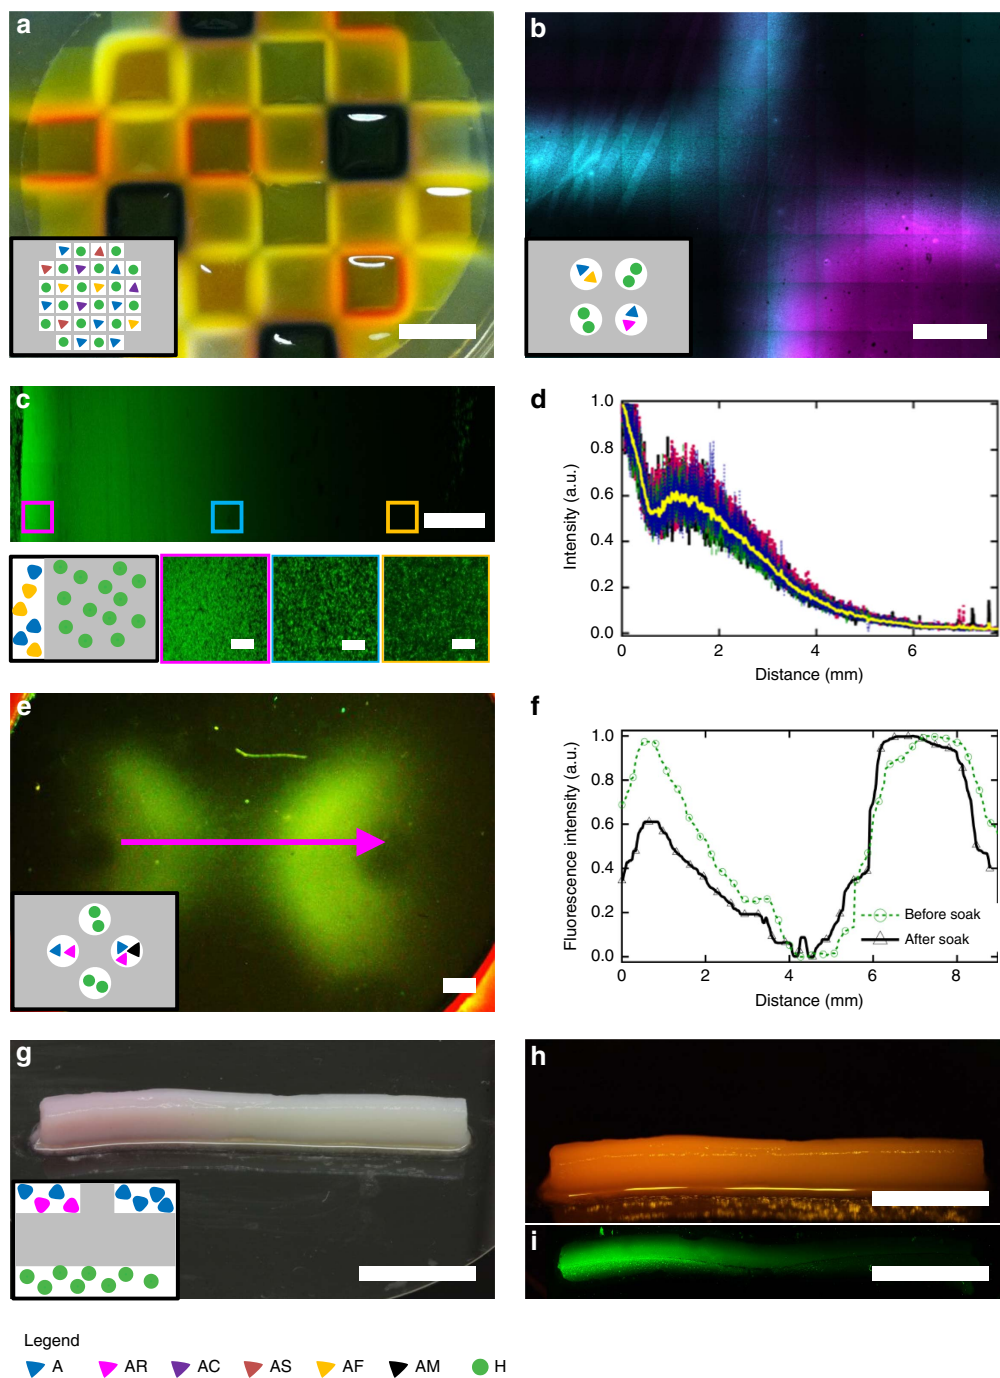 a
b
c
d
1.0
0.8
0.6
0.4
0.2
0.0
Intensity (a.u.)
0
2
4
6
Distance (mm)
e
f
1.0
0.8
0.6
0.4
0.2
0.0
Fluorescence intensity (a.u.)
Before soak
After soak
0
2
4
6
8
Distance (mm)
g
h
i
Legend
A AR AC AS AF AM H